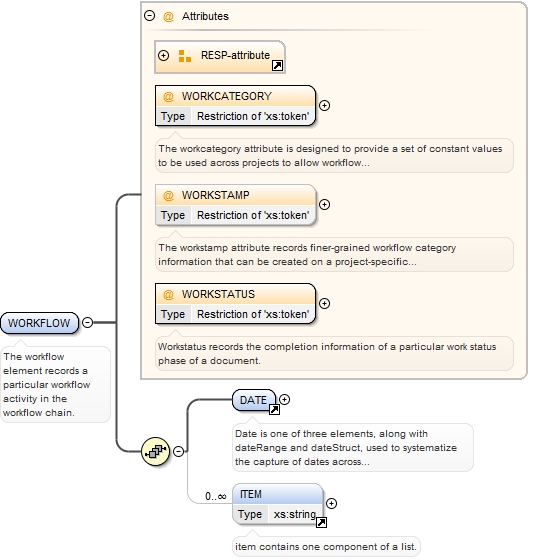 Attributes
RESP-attribute
@ WORKCATEGORY
Type Restriction of 'xs:token'
The workcategory attribute is designed to provide a set of constant values
to be used across projects to allow workflow...
@ WORKSTAMP
Type Restriction of 'xs:token'
The workstamp attribute records finer-grained workflow category
information that can be created on a project-specific...
@ WORKSTATUS
Type Restriction of 'xs:token'
Workstatus records the completion information of a particular work status
phase of a document.
WORKFLOW
The workflow
element records a
particular workflow
activity in the
workflow chain.
DATE
Date is one of three elements, along with
dateRange and dateStruct, used to systematize
the capture of dates across...
0..∞
ITEM
Type xs:string
item contains one component of a list.